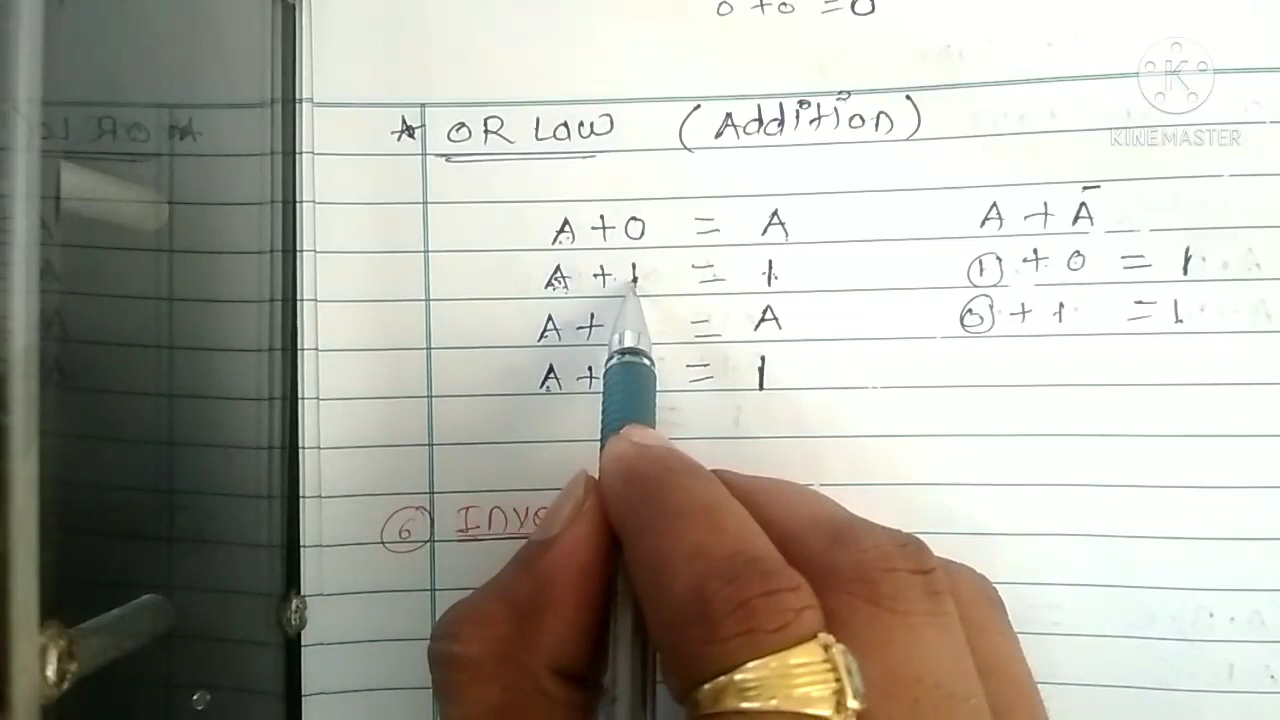 0 + 0 = 0
* OR Law (Addition)
A + 0 = A
A + 1 = 1
A + = A
A + = 1
A + Ā
① + 0 = 1
⓪ + 1 = 1
⑥
K
KINEMASTER